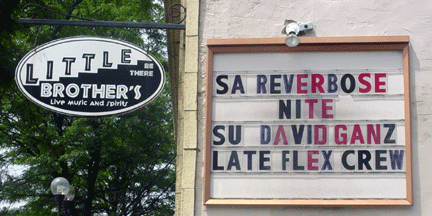 LITTLE
BE
THERE
BROTHER'S
Live Music and Spirits
SA REVERBOSE
NITE
SU DAVID GANZ
LATE FLEX CREW